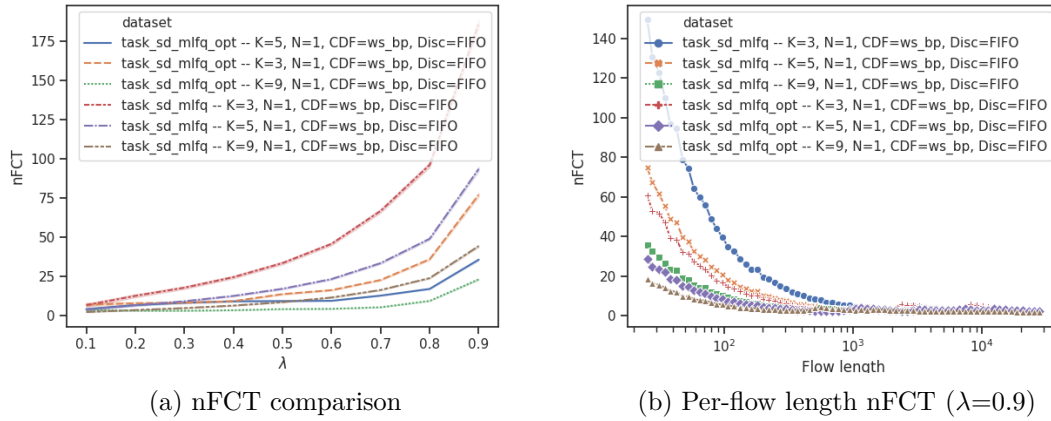 dataset
task_sd_mlfq_opt -- K=5, N=1, CDF=ws_bp, Disc=FIFO
task_sd_mlfq_opt -- K=3, N=1, CDF=ws_bp, Disc=FIFO
task_sd_mlfq_opt -- K=9, N=1, CDF=ws_bp, Disc=FIFO
task_sd_mlfq -- K=3, N=1, CDF=ws_bp, Disc=FIFO
task_sd_mlfq -- K=5, N=1, CDF=ws_bp, Disc=FIFO
task_sd_mlfq -- K=9, N=1, CDF=ws_bp, Disc=FIFO
nFCT
175
150
125
100
75
50
25
0
0.1 0.2 0.3 0.4 0.5 0.6 0.7 0.8 0.9
λ
(a) nFCT comparison
dataset
task_sd_mlfq -- K=3, N=1, CDF=ws_bp, Disc=FIFO
task_sd_mlfq -- K=5, N=1, CDF=ws_bp, Disc=FIFO
task_sd_mlfq -- K=9, N=1, CDF=ws_bp, Disc=FIFO
task_sd_mlfq_opt -- K=3, N=1, CDF=ws_bp, Disc=FIFO
task_sd_mlfq_opt -- K=5, N=1, CDF=ws_bp, Disc=FIFO
task_sd_mlfq_opt -- K=9, N=1, CDF=ws_bp, Disc=FIFO
nFCT
140
120
100
80
60
40
20
0
10² 10³ 10⁴
Flow length
(b) Per-flow length nFCT (λ=0.9)